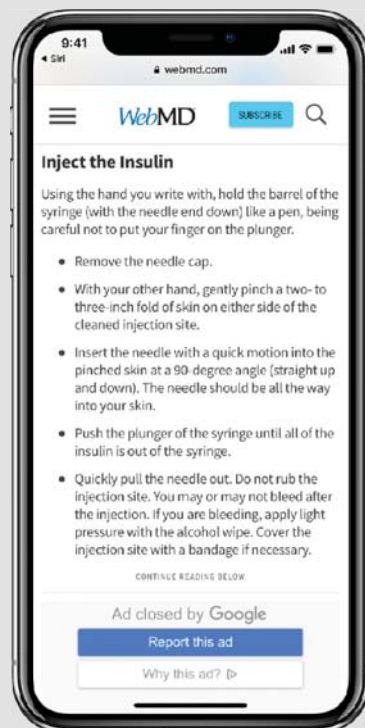 9:41
◀ Siri
webmd.com
WebMD
SUBSCRIBE
Inject the Insulin
Using the hand you write with, hold the barrel of the
syringe (with the needle end down) like a pen, being
careful not to put your finger on the plunger.
• Remove the needle cap.
• With your other hand, gently pinch a two- to
three-inch fold of skin on either side of the
cleaned injection site.
• Insert the needle with a quick motion into the
pinched skin at a 90-degree angle (straight up
and down). The needle should be all the way
into your skin.
• Push the plunger of the syringe until all of the
insulin is out of the syringe.
• Quickly pull the needle out. Do not rub the
injection site. You may or may not bleed after
the injection. If you are bleeding, apply light
pressure with the alcohol wipe. Cover the
injection site with a bandage if necessary.
CONTINUE READING BELOW
Ad closed by Google
Report this ad
Why this ad?